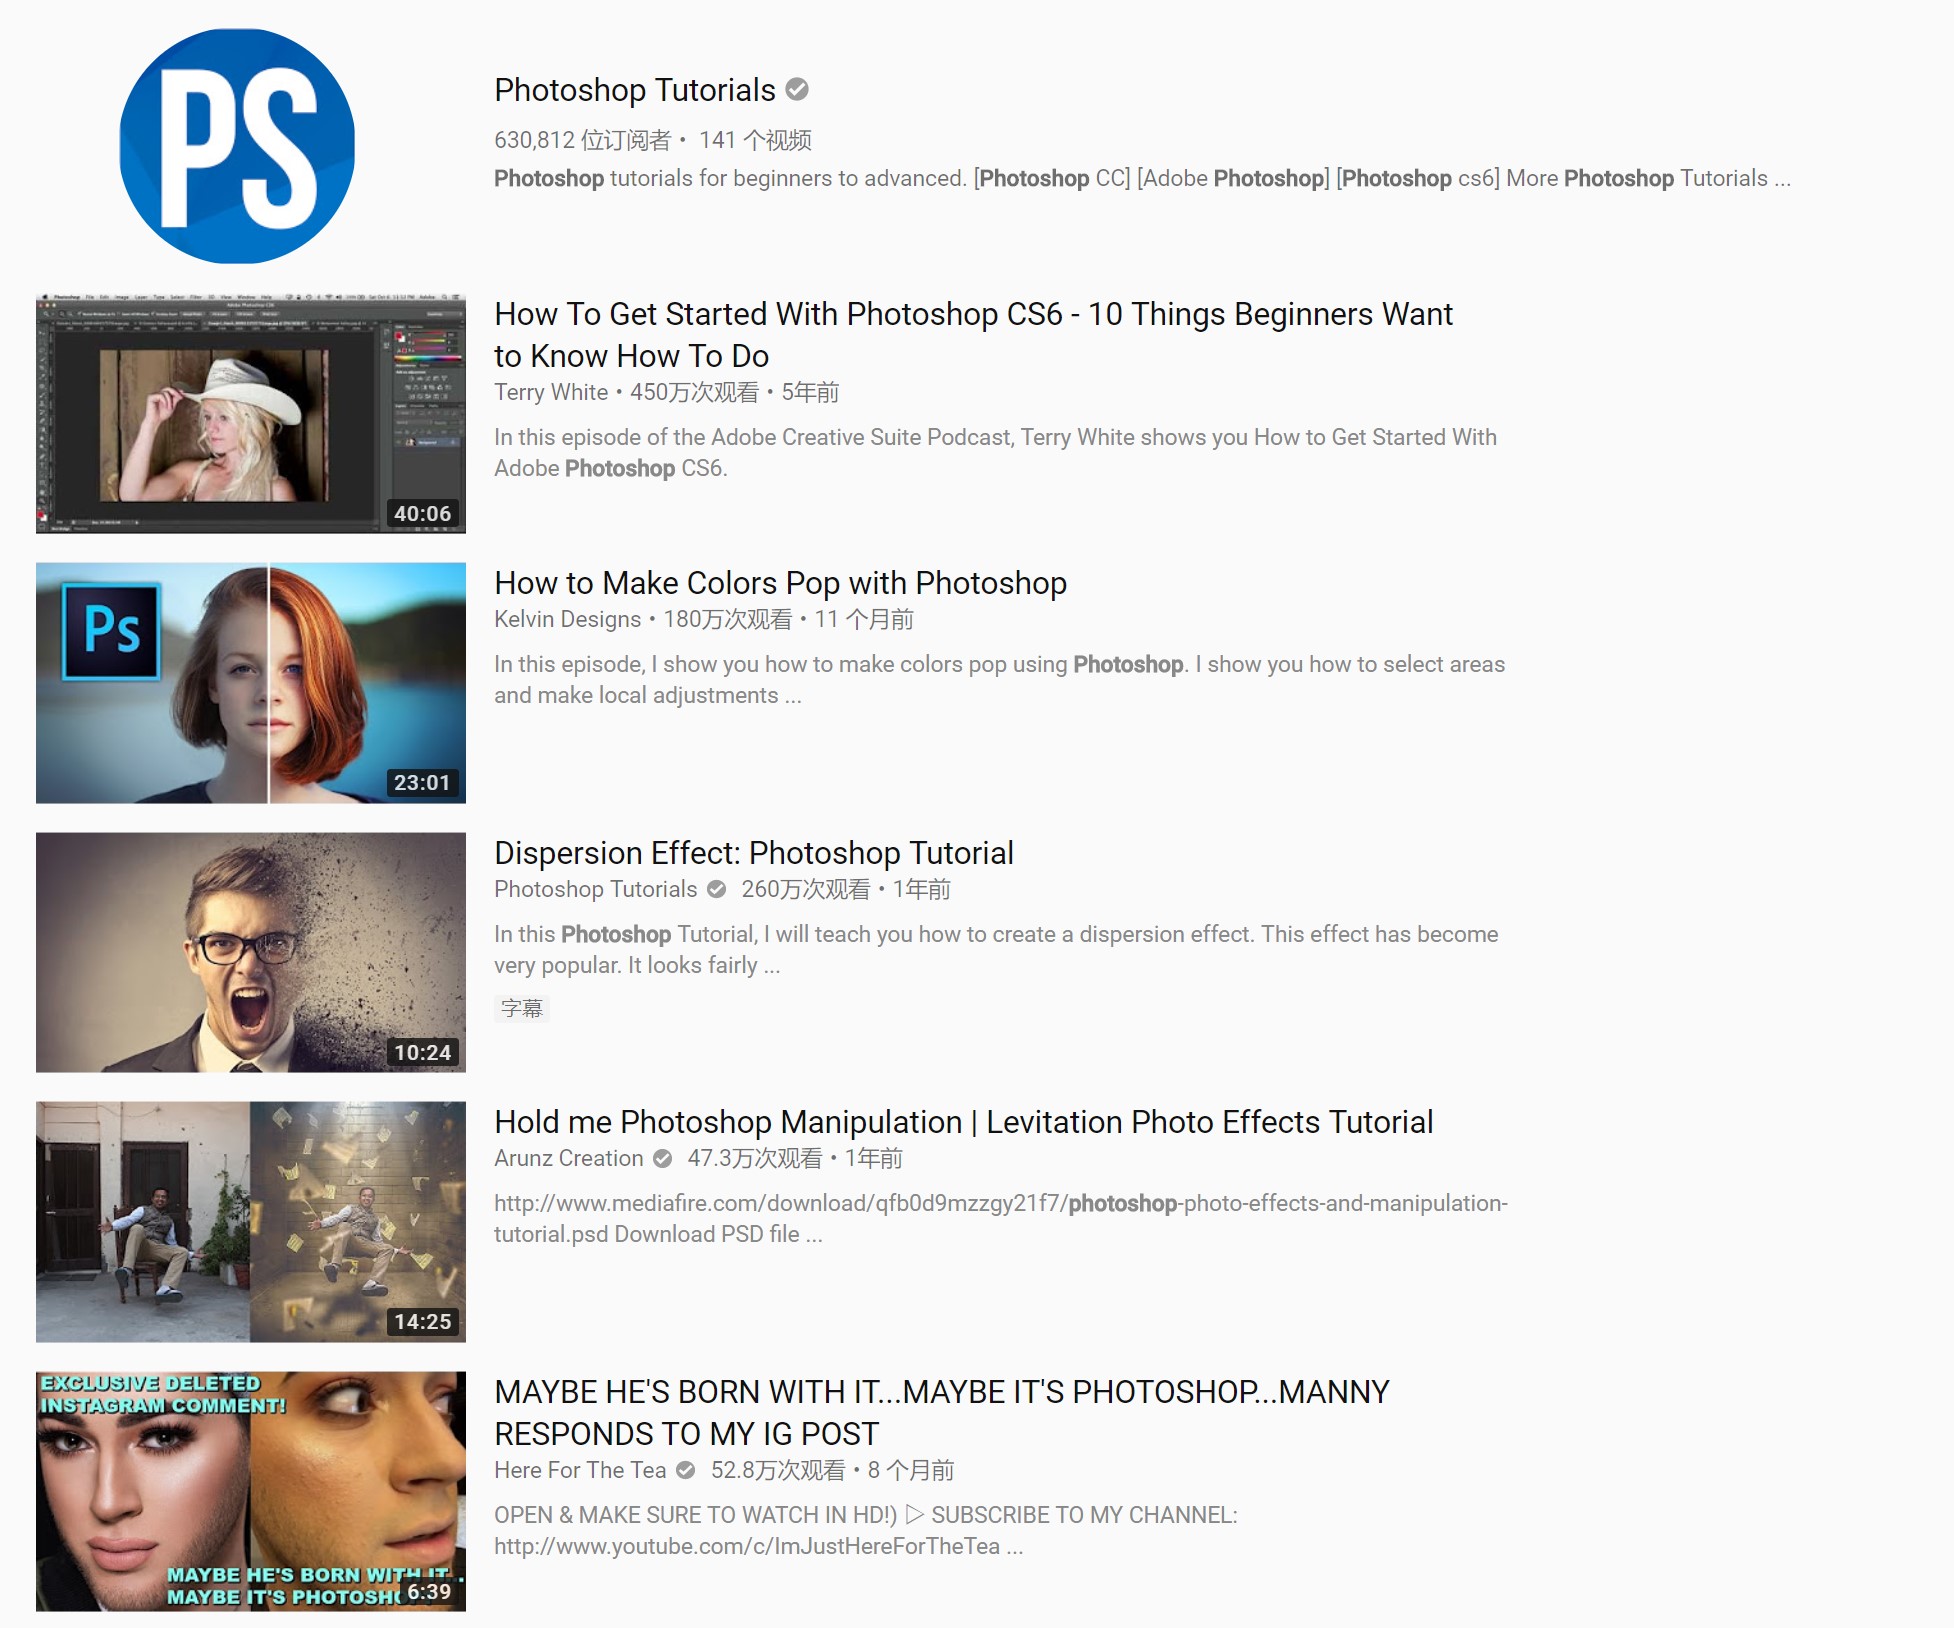 PS
Photoshop Tutorials
630,812 位订阅者 • 141 个视频
Photoshop tutorials for beginners to advanced. [Photoshop CC] [Adobe Photoshop] [Photoshop cs6] More Photoshop Tutorials ...
40:06
How To Get Started With Photoshop CS6 - 10 Things Beginners Want
to Know How To Do
Terry White • 450万次观看 • 5年前
In this episode of the Adobe Creative Suite Podcast, Terry White shows you How to Get Started With
Adobe Photoshop CS6.
Ps
23:01
How to Make Colors Pop with Photoshop
Kelvin Designs • 180万次观看 • 11 个月前
In this episode, I show you how to make colors pop using Photoshop. I show you how to select areas
and make local adjustments ...
10:24
Dispersion Effect: Photoshop Tutorial
Photoshop Tutorials 260万次观看 • 1年前
In this Photoshop Tutorial, I will teach you how to create a dispersion effect. This effect has become
very popular. It looks fairly ...
字幕
14:25
Hold me Photoshop Manipulation | Levitation Photo Effects Tutorial
Arunz Creation 47.3万次观看 • 1年前
http://www.mediafire.com/download/qfb0d9mzzgy21f7/photoshop-photo-effects-and-manipulation-
tutorial.psd Download PSD file ...
EXCLUSIVE DELETED
INSTAGRAM COMMENT!
MAYBE HE'S BORN WITH IT...
MAYBE IT'S PHOTOSHO
6:39
MAYBE HE'S BORN WITH IT...MAYBE IT'S PHOTOSHOP...MANNY
RESPONDS TO MY IG POST
Here For The Tea 52.8万次观看 • 8 个月前
OPEN & MAKE SURE TO WATCH IN HD!) ▷ SUBSCRIBE TO MY CHANNEL:
http://www.youtube.com/c/ImJustHereForTheTea ...